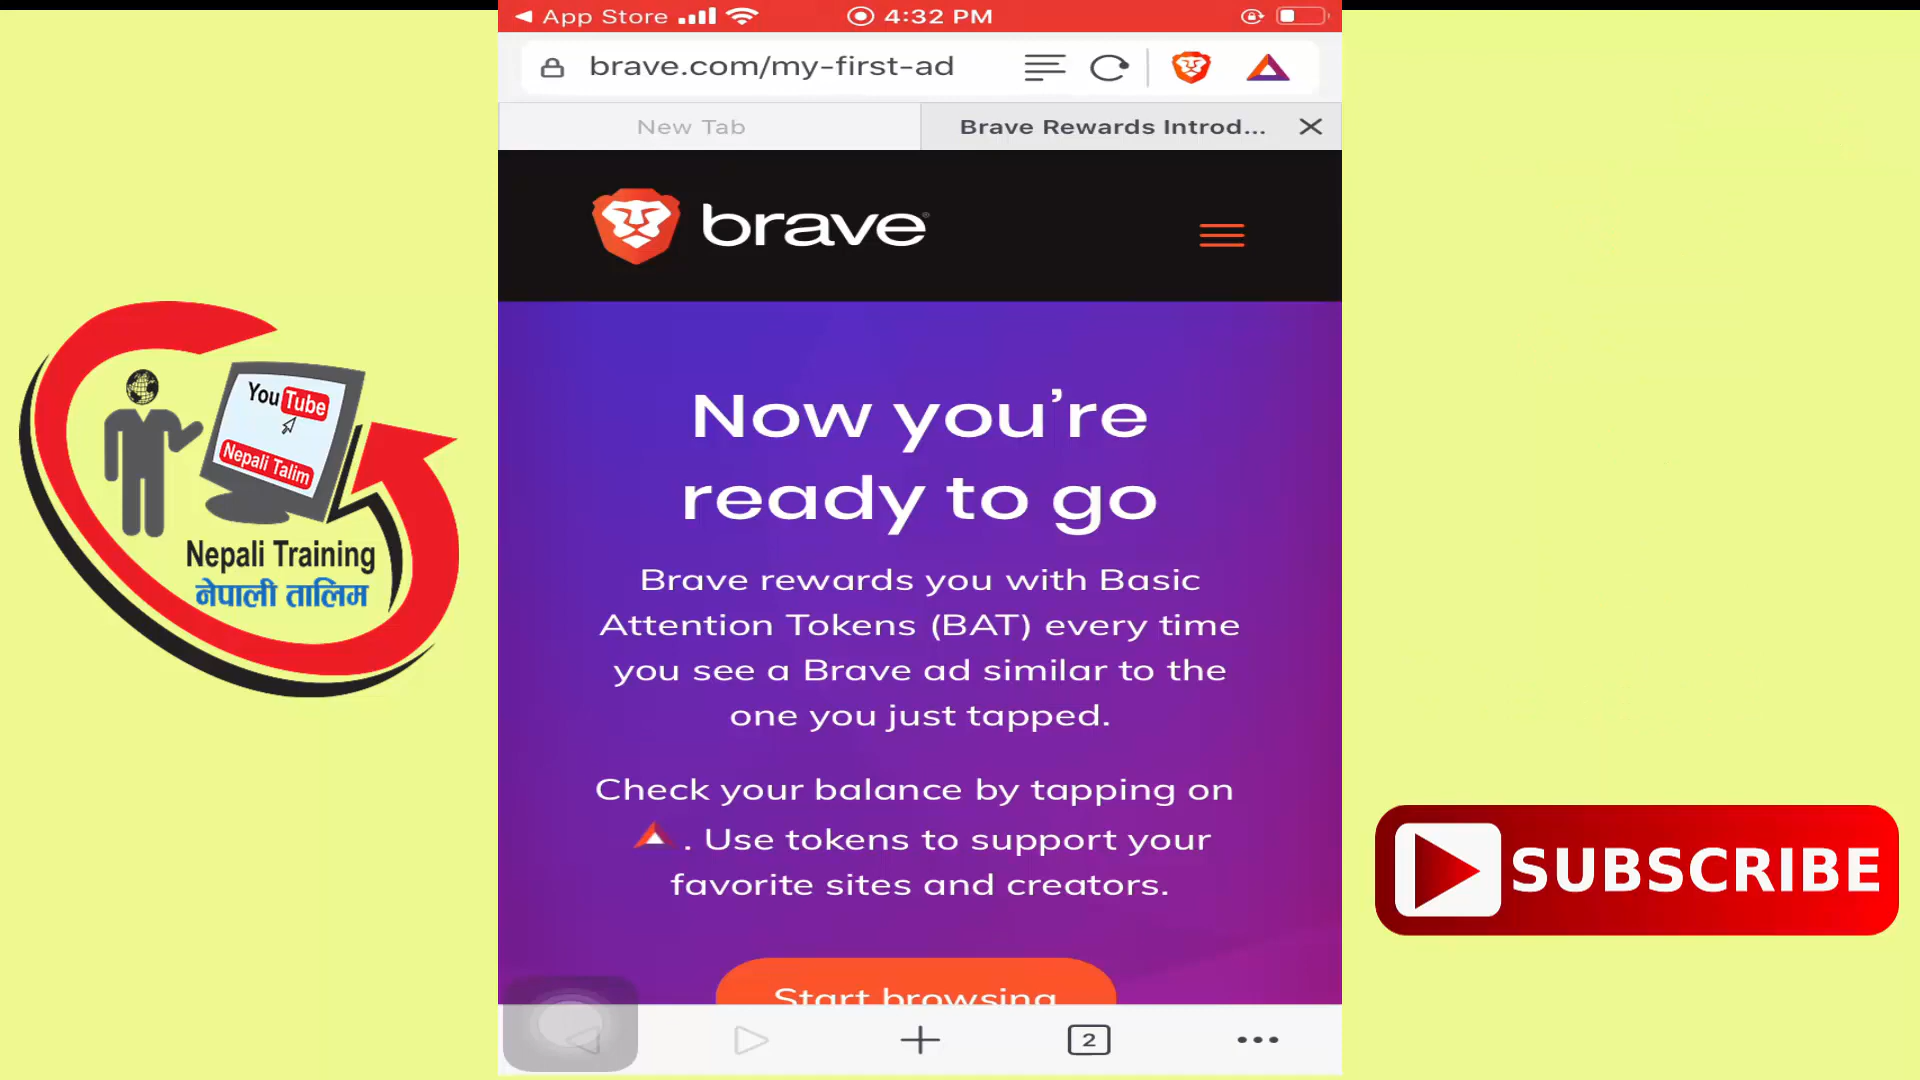 App Store
4:32 PM
brave.com/my-first-ad
New Tab
Brave Rewards Introd...
brave
Now you’re
ready to go
Brave rewards you with Basic
Attention Tokens (BAT) every time
you see a Brave ad similar to the
one you just tapped.
Check your balance by tapping on
. Use tokens to support your
favorite sites and creators.
Start browsing
2
YouTube
Nepali Talim
Nepali Training
नेपाली तालिम
SUBSCRIBE